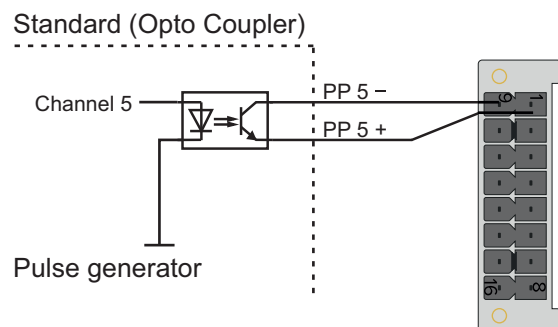 Standard (Opto Coupler)
PP 5 –
Channel 5
PP 5 +
Pulse generator
9 1
16 8